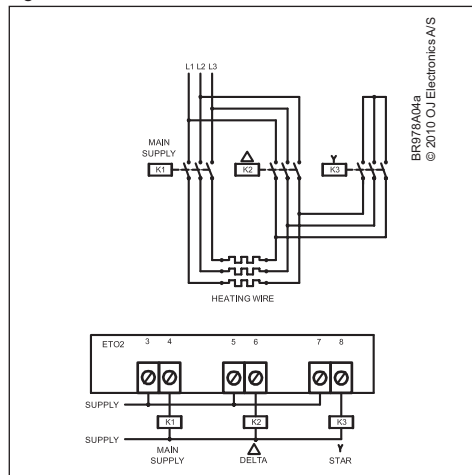 L1 L2 L3
MAIN
SUPPLY
K1
K2
Y
K3
BR978A04a
© 2010 OJ Electronics A/S
HEATING WIRE
ETO2
3 4 5 6 7 8
SUPPLY
K1 K2 K3
SUPPLY
MAIN
SUPPLY
DELTA
Y
STAR